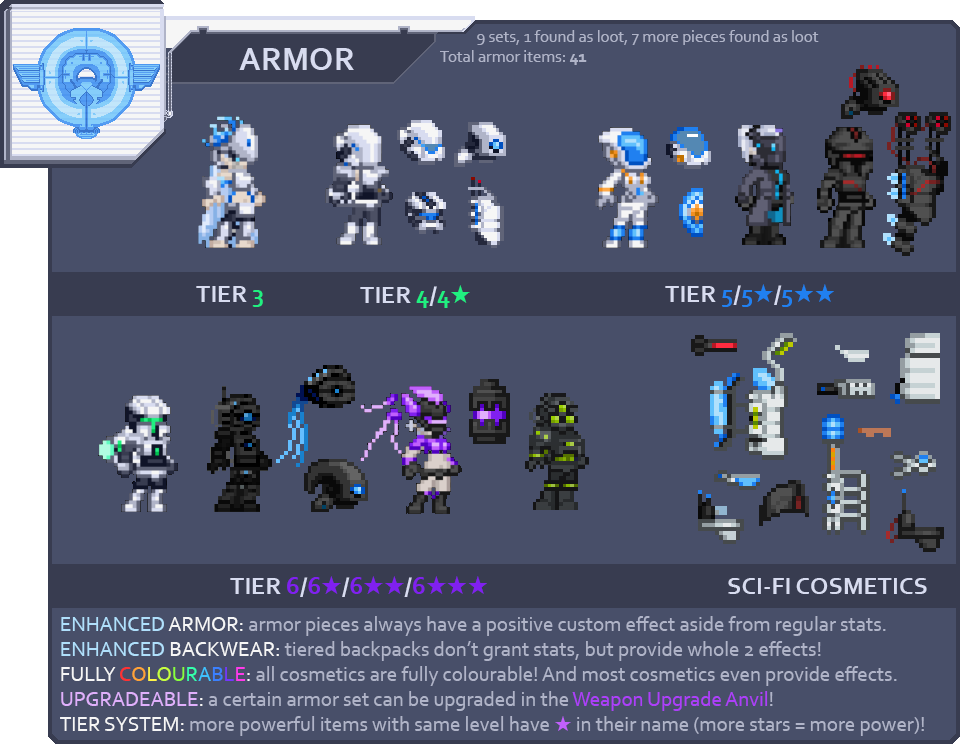 ARMOR
9 sets, 1 found as loot, 7 more pieces found as loot
Total armor items: 41
TIER 3
TIER 4/4★
TIER 5/5★/5★★
TIER 6/6★/6★★/6★★★
SCI-FI COSMETICS
ENHANCED ARMOR: armor pieces always have a positive custom effect aside from regular stats.
ENHANCED BACKWEAR: tiered backpacks don't grant stats, but provide whole 2 effects!
FULLY COLOURABLE: all cosmetics are fully colourable! And most cosmetics even provide effects.
UPGRADEABLE: a certain armor set can be upgraded in the Weapon Upgrade Anvil!
TIER SYSTEM: more powerful items with same level have ★ in their name (more stars = more power)!